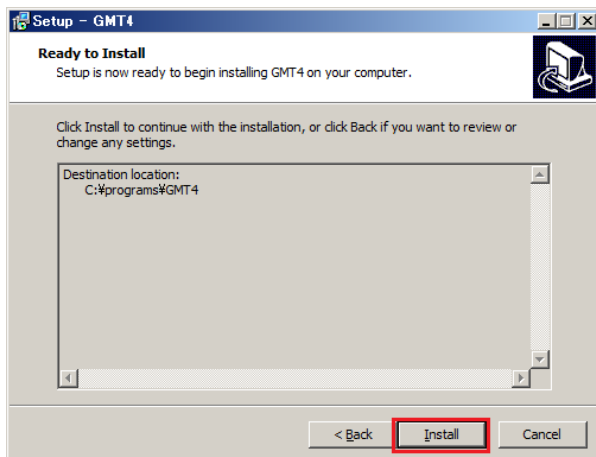 Setup - GMT4
Ready to Install
Setup is now ready to begin installing GMT4 on your computer.
Click Install to continue with the installation, or click Back if you want to review or
change any settings.
Destination location:
C:¥programs¥GMT4
< Back
Install
Cancel